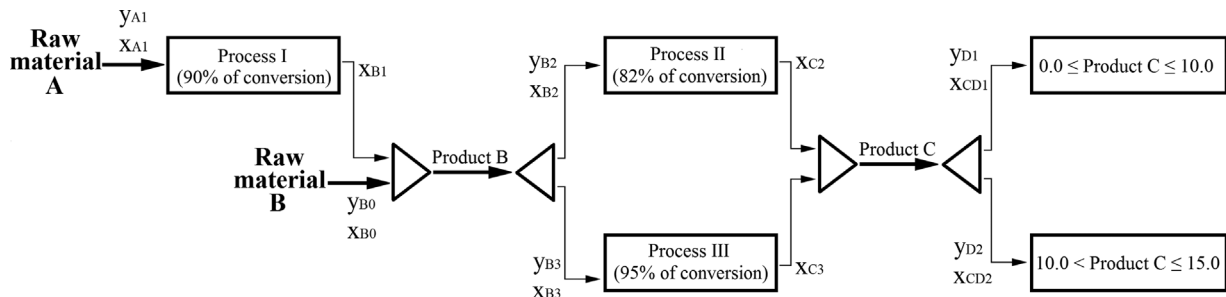 yA1
xA1
Raw
material
A
Process I
(90% of conversion)
xB1
Raw
material
B
yB0
xB0
Product B
yB2
xB2
Process II
(82% of conversion)
xC2
yB3
xB3
Process III
(95% of conversion)
xC3
Product C
yD1
xCD1
0.0 ≤ Product C ≤ 10.0
yD2
xCD2
10.0 < Product C ≤ 15.0